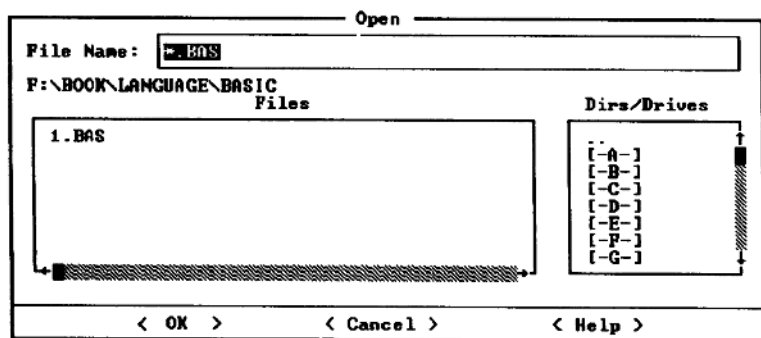 Open
File Name: *.BAS
F:\BOOK\LANGUAGE\BASIC
Files
Dirs/Drives
1.BAS
..
[-A-]
[-B-]
[-C-]
[-D-]
[-E-]
[-F-]
[-G-]
< OK > < Cancel > < Help >